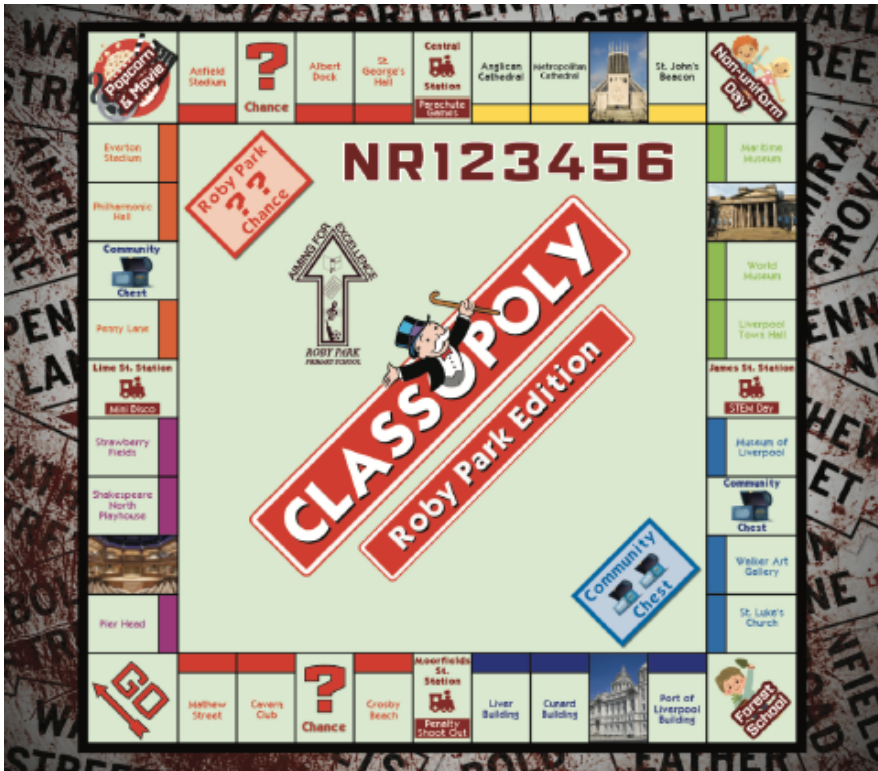 Popcorn
& Movie
Anfield
Stadium
Chance
Albert
Dock
St.
George's
Hall
Central
Station
Parachute
Games
Anglican
Cathedral
Metropolitan
Cathedral
St. John's
Beacon
Non-uniform
Day
Everton
Stadium
Philharmonic
Hall
Community
Chest
Penny Lane
Lime St. Station
Mini Disco
Strawberry
Fields
Shakespeare
North
Playhouse
Pier Head
Roby Park
? ?
Chance
NR123456
AIMING FOR
EXCELLENCE
ROBY PARK
PRIMARY SCHOOL
CLASSOPOLY
Roby Park Edition
Community
Chest
Maritime
Museum
World
Museum
Liverpool
Town Hall
James St. Station
STEM Day
Museum of
Liverpool
Community
Chest
Walker Art
Gallery
St. Luke's
Church
GO
Mathew
Street
Cavern
Club
?
Chance
Crosby
Beach
Moorfields
St.
Station
Penalty
Shoot Out
Liver
Building
Cunard
Building
Port of
Liverpool
Building
Forest
School